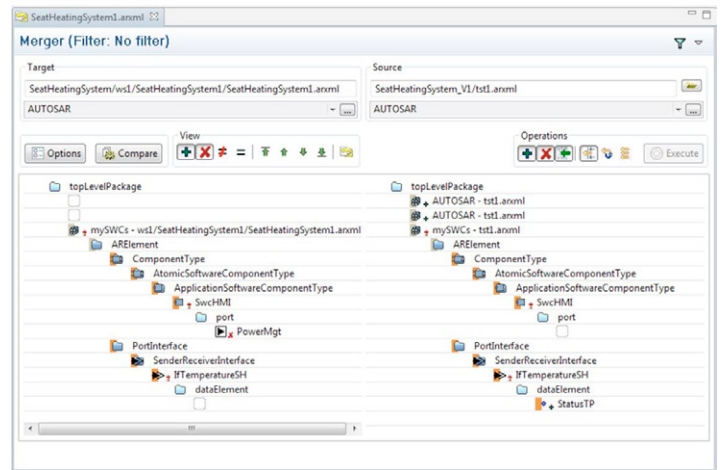 SeatHeatingSystem1.arxml
Merger (Filter: No filter)
Target
SeatHeatingSystem/ws1/SeatHeatingSystem1/SeatHeatingSystem1.arxml
AUTOSAR
...
Source
SeatHeatingSystem_V1/tst1.arxml
AUTOSAR
...
Options
Compare
View
Operations
Execute
topLevelPackage
mySWCs - ws1/SeatHeatingSystem1/SeatHeatingSystem1.arxml
ARElement
ComponentType
AtomicSoftwareComponentType
ApplicationSoftwareComponentType
SwcHMI
port
PowerMgt
PortInterface
SenderReceiverInterface
IfTemperatureSH
dataElement
topLevelPackage
AUTOSAR - tst1.arxml
AUTOSAR - tst1.arxml
mySWCs - tst1.arxml
ARElement
ComponentType
AtomicSoftwareComponentType
ApplicationSoftwareComponentType
SwcHMI
port
PortInterface
SenderReceiverInterface
IfTemperatureSH
dataElement
StatusTP